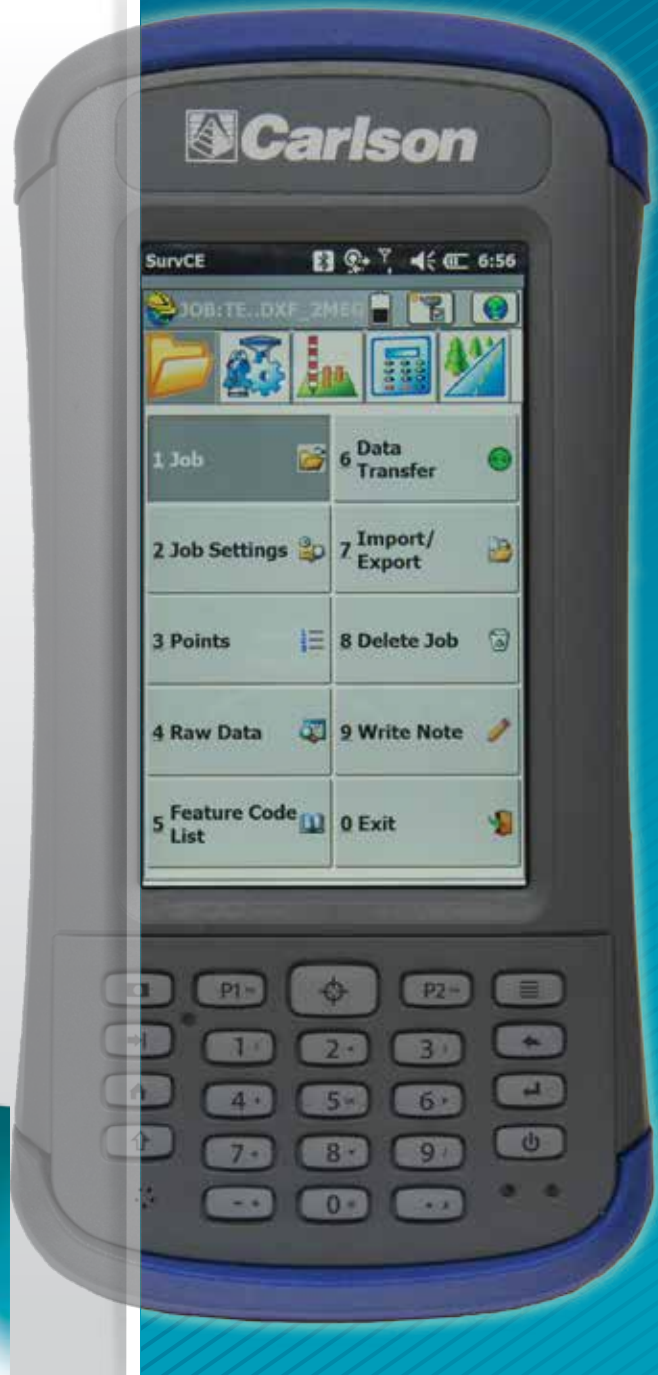 Carlson
SurvCE 6:56
JOB:TE..DXF_2MEG
1 Job
6 Data
Transfer
2 Job Settings
7 Import/
Export
3 Points
8 Delete Job
4 Raw Data
9 Write Note
5 Feature Code
List
0 Exit
P1 P2
1 2 3
4 5 6
7 8 9
- 0 .